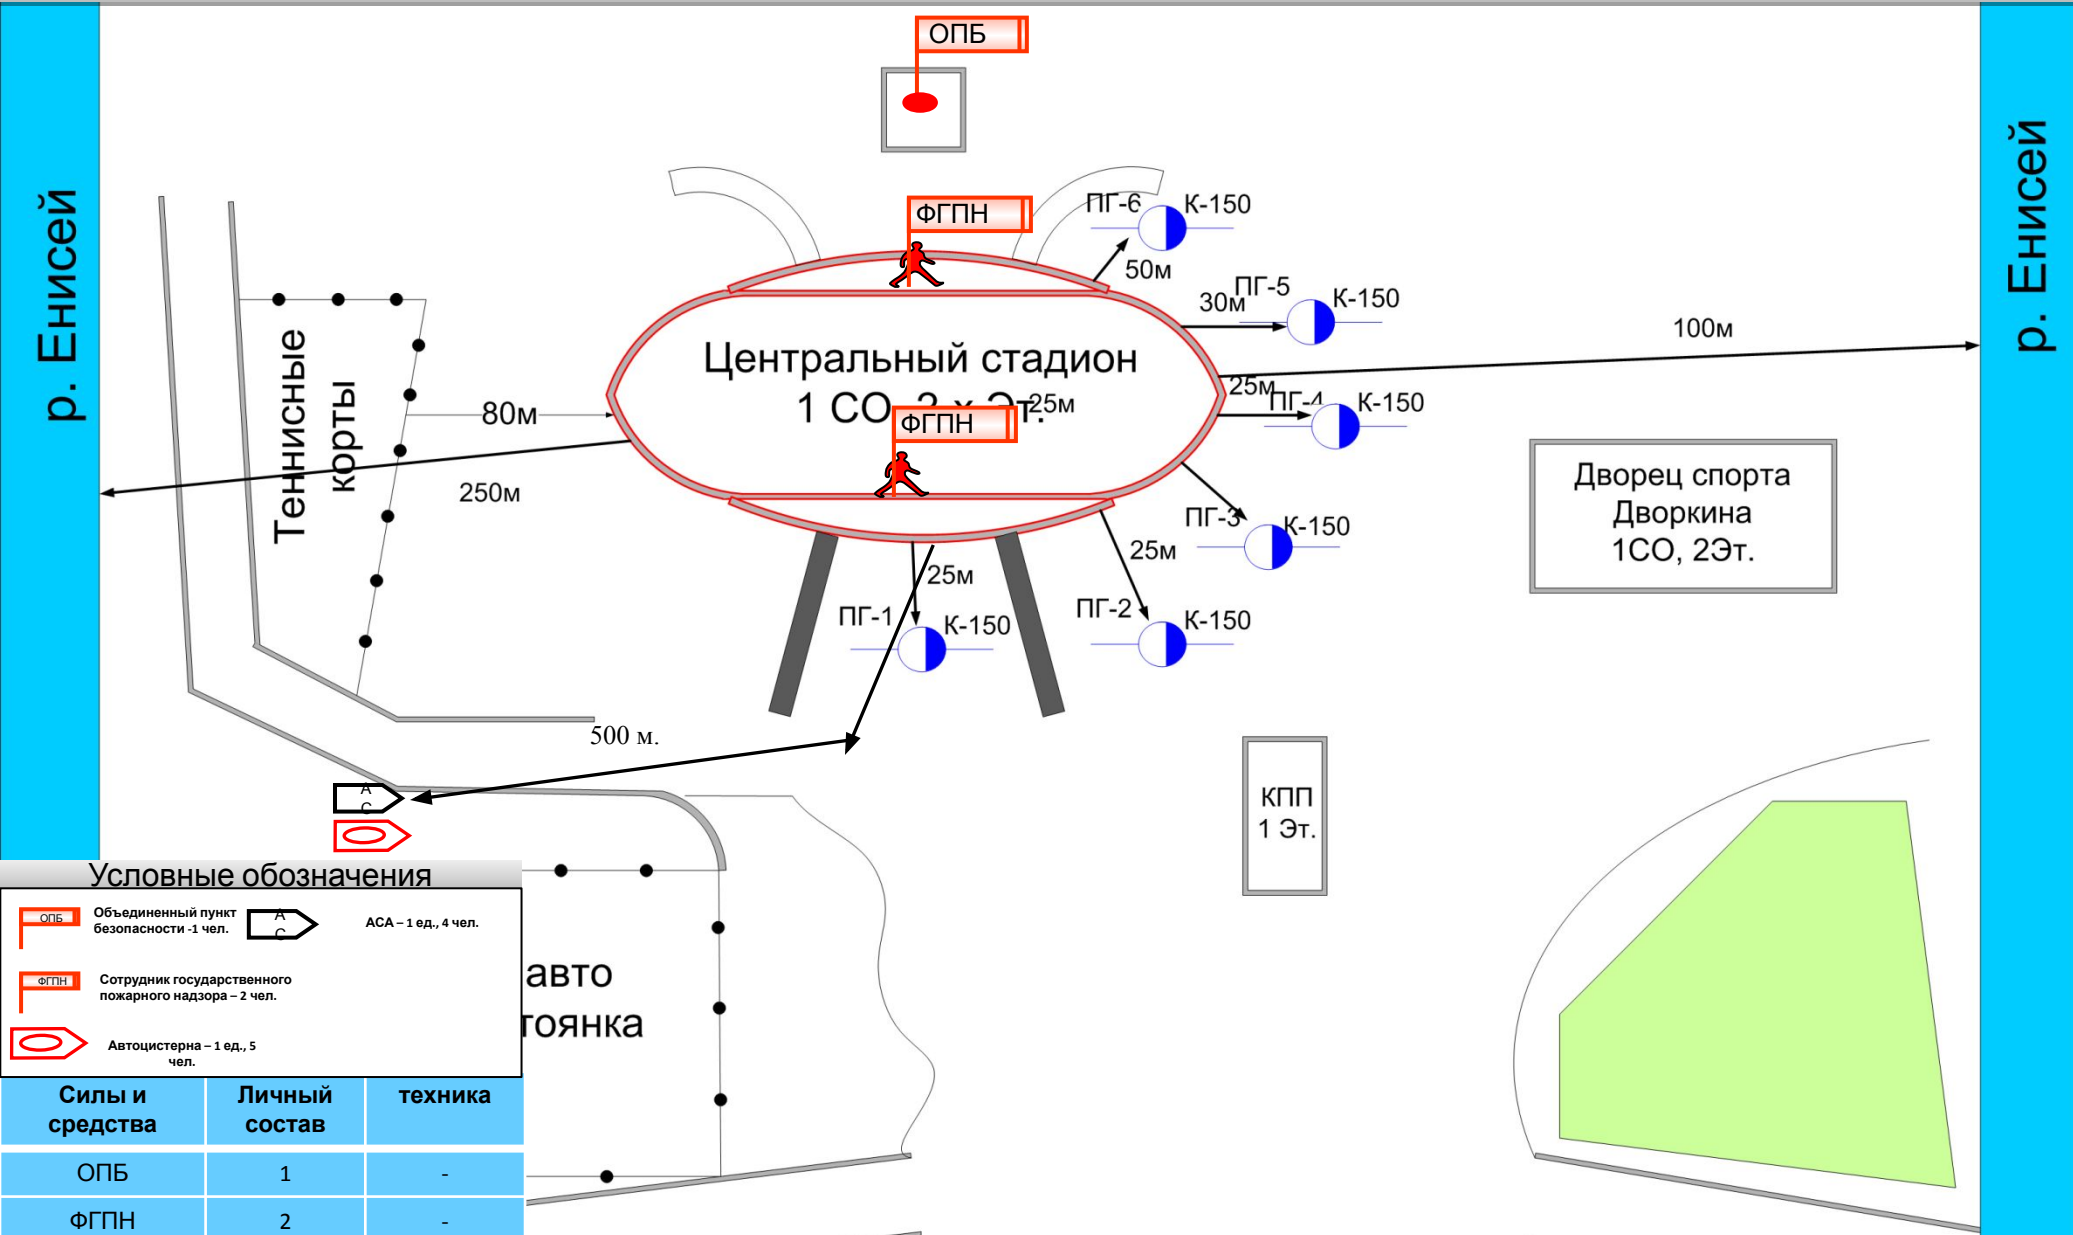 ОПБ
р. Енисей
р. Енисей
ФГПН
ПГ-6
К-150
50м
ПГ-5
30м
К-150
100м
Теннисные
корты
80м
250м
Центральный стадион
1 СО,
Эт.
25м
ФГПН
25м
ПГ-4
К-150
ПГ-3
К-150
25м
ПГ-2
К-150
25м
ПГ-1
К-150
Дворец спорта
Дворкина
1СО, 2Эт.
500 м.
КПП
1 Эт.
А
С
Условные обозначения
ОПБ
Объединенный пункт
безопасности -1 чел.
А
С
АСА – 1 ед., 4 чел.
ФГПН
Сотрудник государственного
пожарного надзора – 2 чел.
Автоцистерна – 1 ед., 5
чел.
авто
тоянка
Силы и средства
Личный состав
техника
ОПБ 1 -
ФГПН 2 -